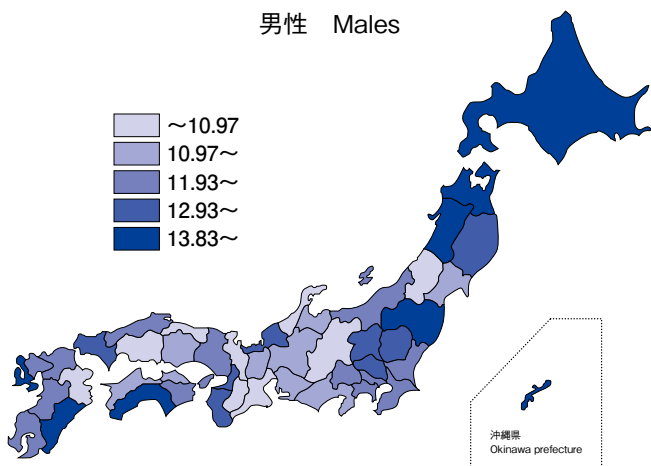 男性　Males
～10.97
10.97～
11.93～
12.93～
13.83～
沖縄県
Okinawa prefecture